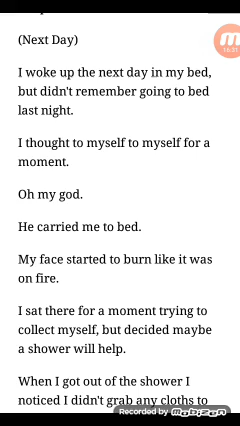 (Next Day)
I woke up the next day in my bed,
but didn't remember going to bed
last night.
I thought to myself to myself for a
moment.
Oh my god.
He carried me to bed.
My face started to burn like it was
on fire.
I sat there for a moment trying to
collect myself, but decided maybe
a shower will help.
When I got out of the shower I
noticed I didn't grab any cloths to
Recorded by mobizen